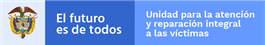 El futuro
es de todos
Unidad para la atención
y reparación integral
a las víctimas